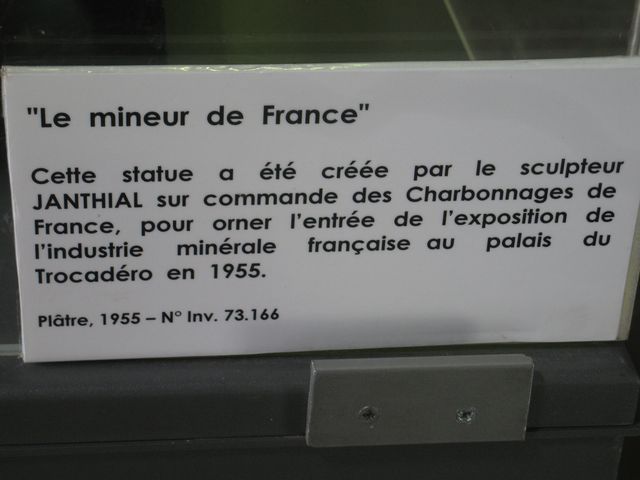 "Le mineur de France"
Cette statue a été créée par le sculpteur
JANTHIAL sur commande des Charbonnages de
France, pour orner l'entrée de l'exposition de
l'industrie minérale française au palais du
Trocadéro en 1955.
Plâtre, 1955 – N° Inv. 73.166